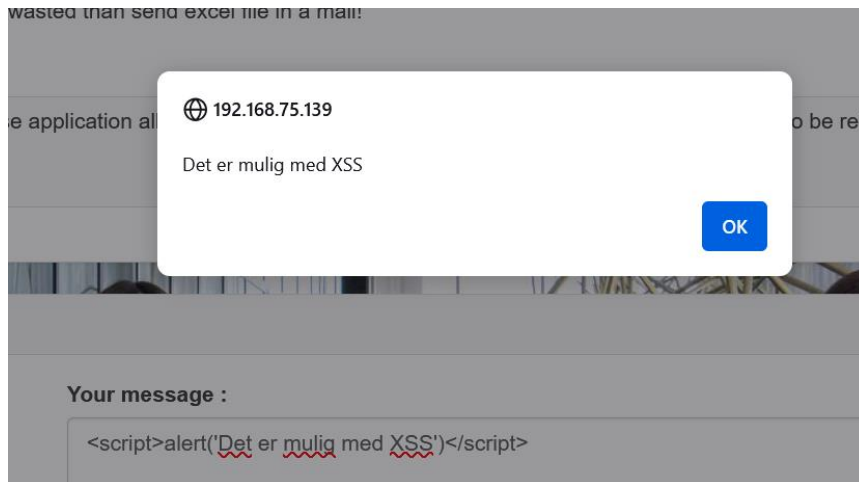 wasted than send excel file in a mail!
192.168.75.139
se application all
o be re
Det er mulig med XSS
OK
Your message :
<script>alert('Det er mulig med XSS')</script>